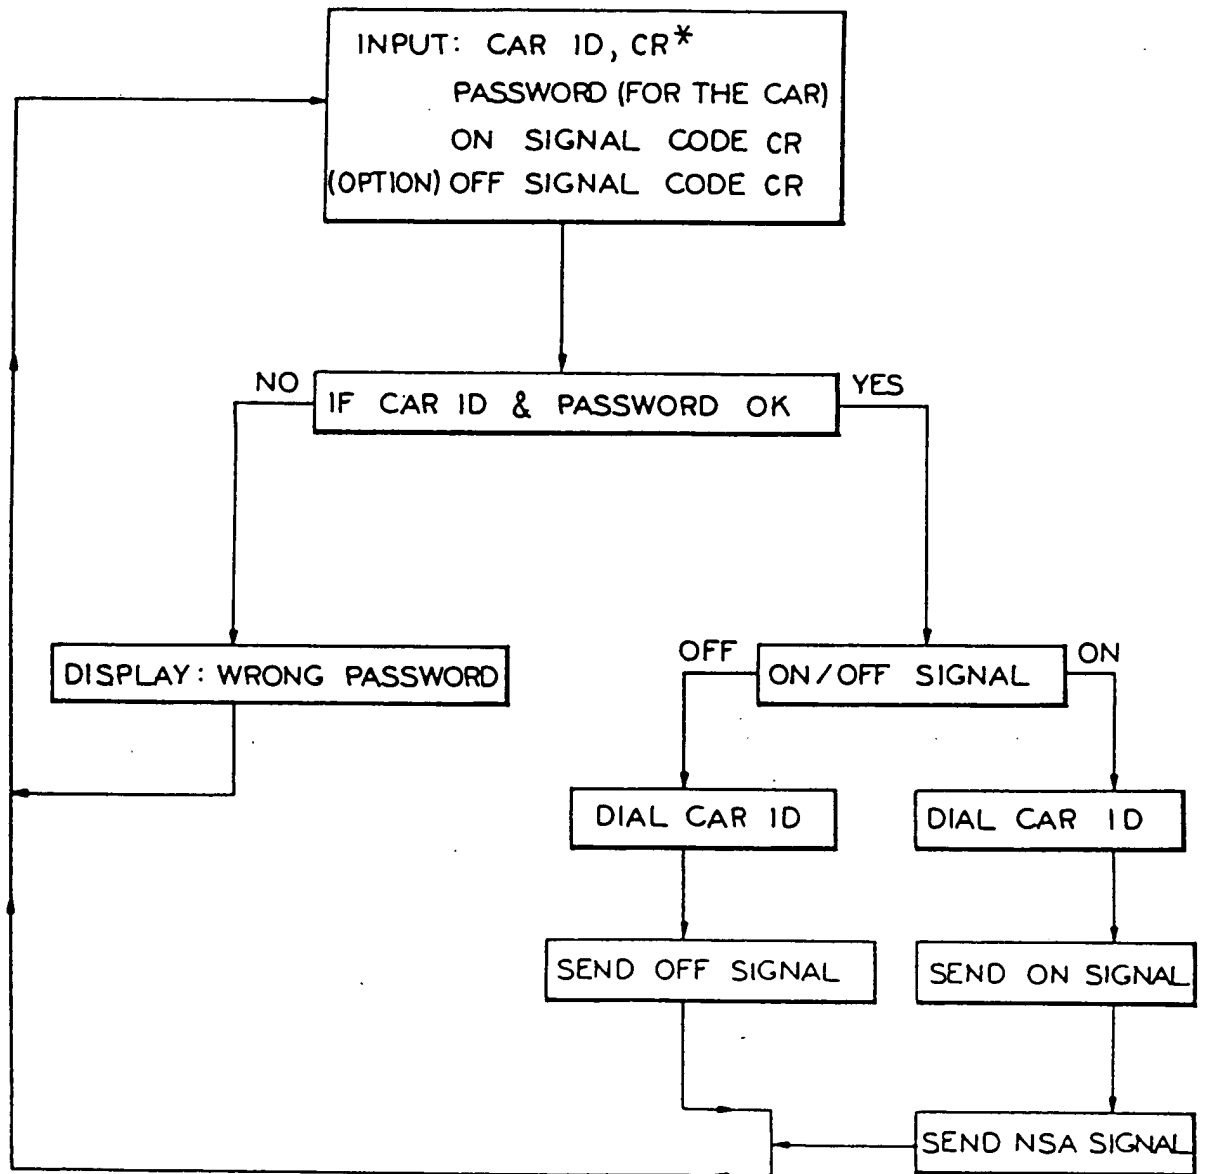 INPUT: CAR ID, CR*
PASSWORD (FOR THE CAR)
ON SIGNAL CODE CR
(OPTION) OFF SIGNAL CODE CR
NO
IF CAR ID & PASSWORD OK
YES
DISPLAY: WRONG PASSWORD
OFF
ON/OFF SIGNAL
ON
DIAL CAR ID
DIAL CAR ID
SEND OFF SIGNAL
SEND ON SIGNAL
SEND NSA SIGNAL